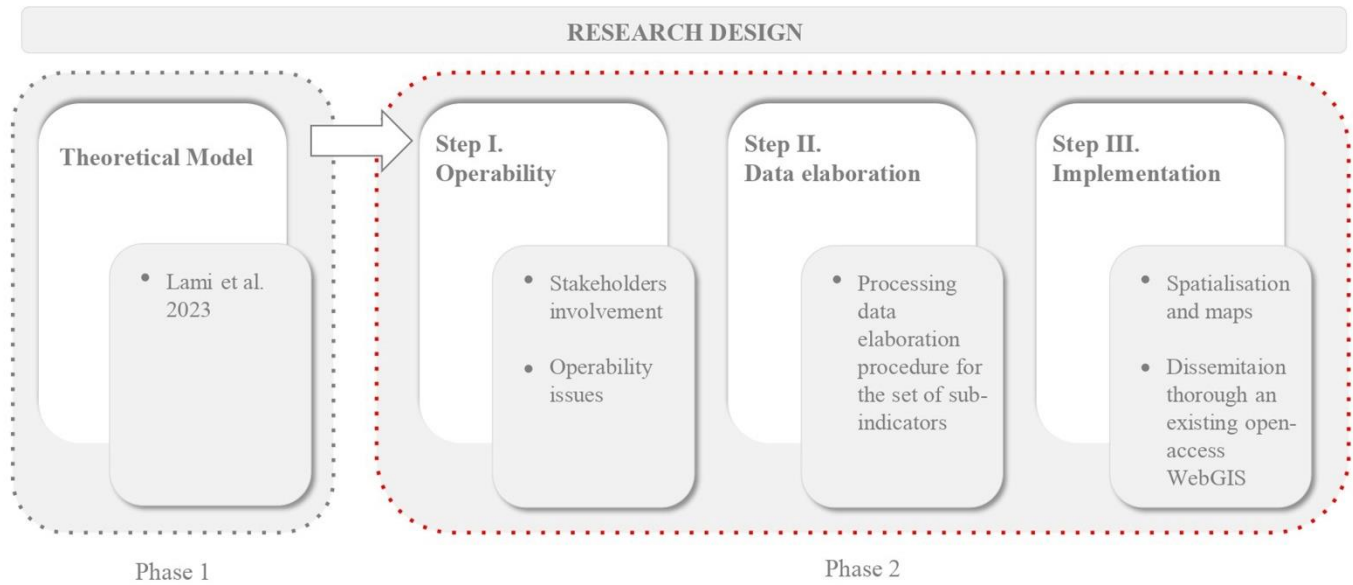 RESEARCH DESIGN
Theoretical Model
• Lami et al.
2023
Phase 1
Step I.
Operability
• Stakeholders
involvement
• Operability
issues
Step II.
Data elaboration
• Processing
data
elaboration
procedure for
the set of sub-
indicators
Step III.
Implementation
• Spatialisation
and maps
• Dissemitaion
thorough an
existing open-
access
WebGIS
Phase 2